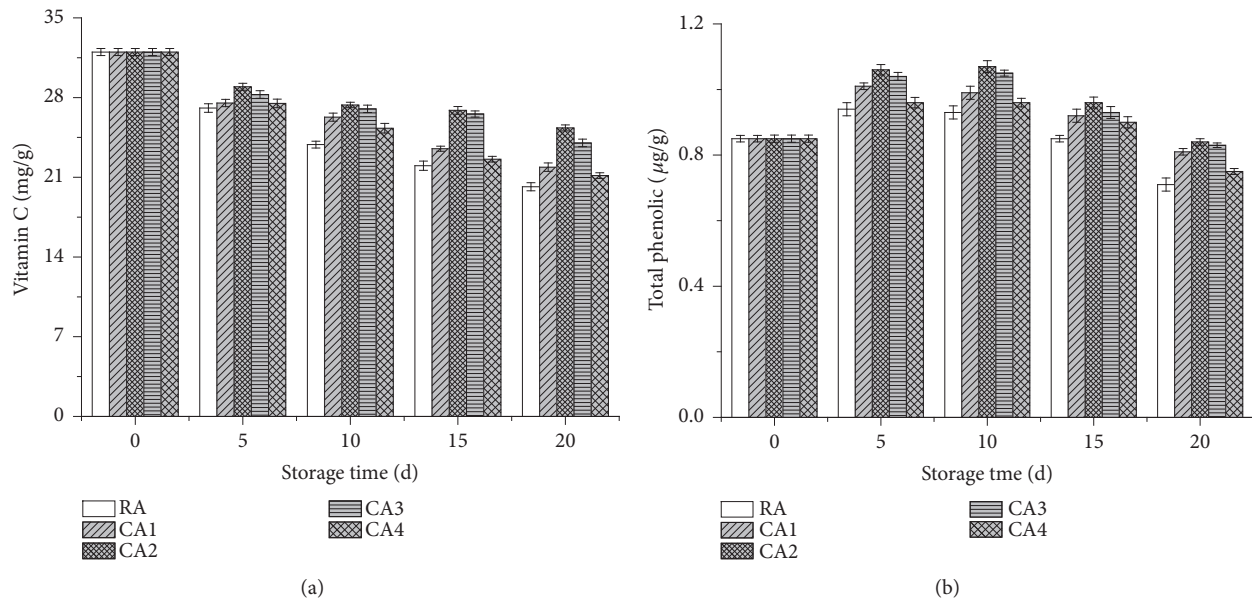 35
28
21
14
7
0
Vitamin C (mg/g)
0 5 10 15 20
Storage time (d)
RA CA3
CA1 CA4
CA2
(a)
1.2
0.8
0.4
0.0
Total phenolic (μg/g)
0 5 10 15 20
Storage tme (d)
RA CA3
CA1 CA4
CA2
(b)